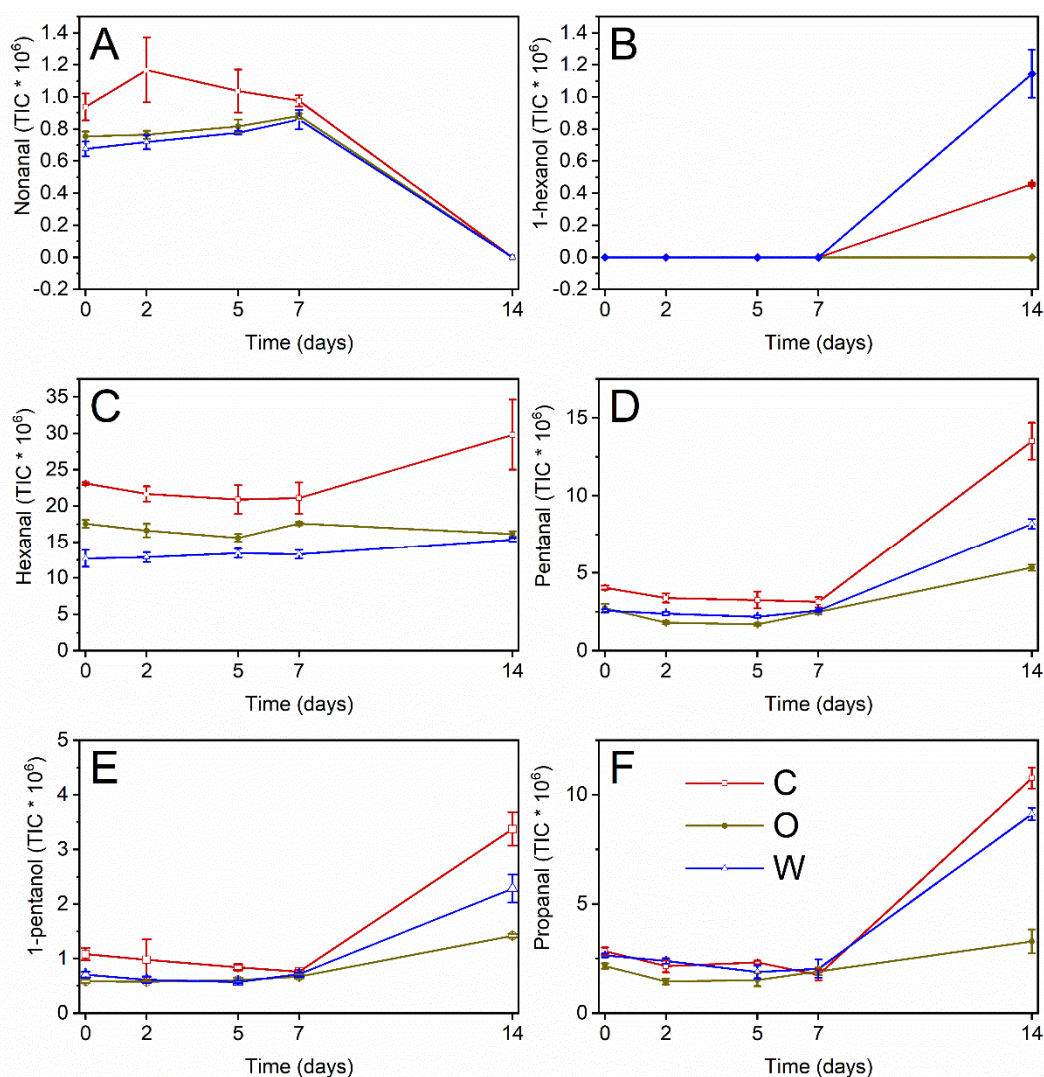 A
Nonanal (TIC * 10⁶)
1.4
1.2
1.0
0.8
0.6
0.4
0.2
0.0
-0.2
0 2 5 7 14
Time (days)
B
1-hexanol (TIC * 10⁶)
1.4
1.2
1.0
0.8
0.6
0.4
0.2
0.0
-0.2
0 2 5 7 14
Time (days)
C
Hexanal (TIC * 10⁶)
35
30
25
20
15
10
5
0
0 2 5 7 14
Time (days)
D
Pentanal (TIC * 10⁶)
15
10
5
0
0 2 5 7 14
Time (days)
E
1-pentanol (TIC * 10⁶)
5
4
3
2
1
0
0 2 5 7 14
Time (days)
F
Propanal (TIC * 10⁶)
10
5
0
C
O
W
0 2 5 7 14
Time (days)